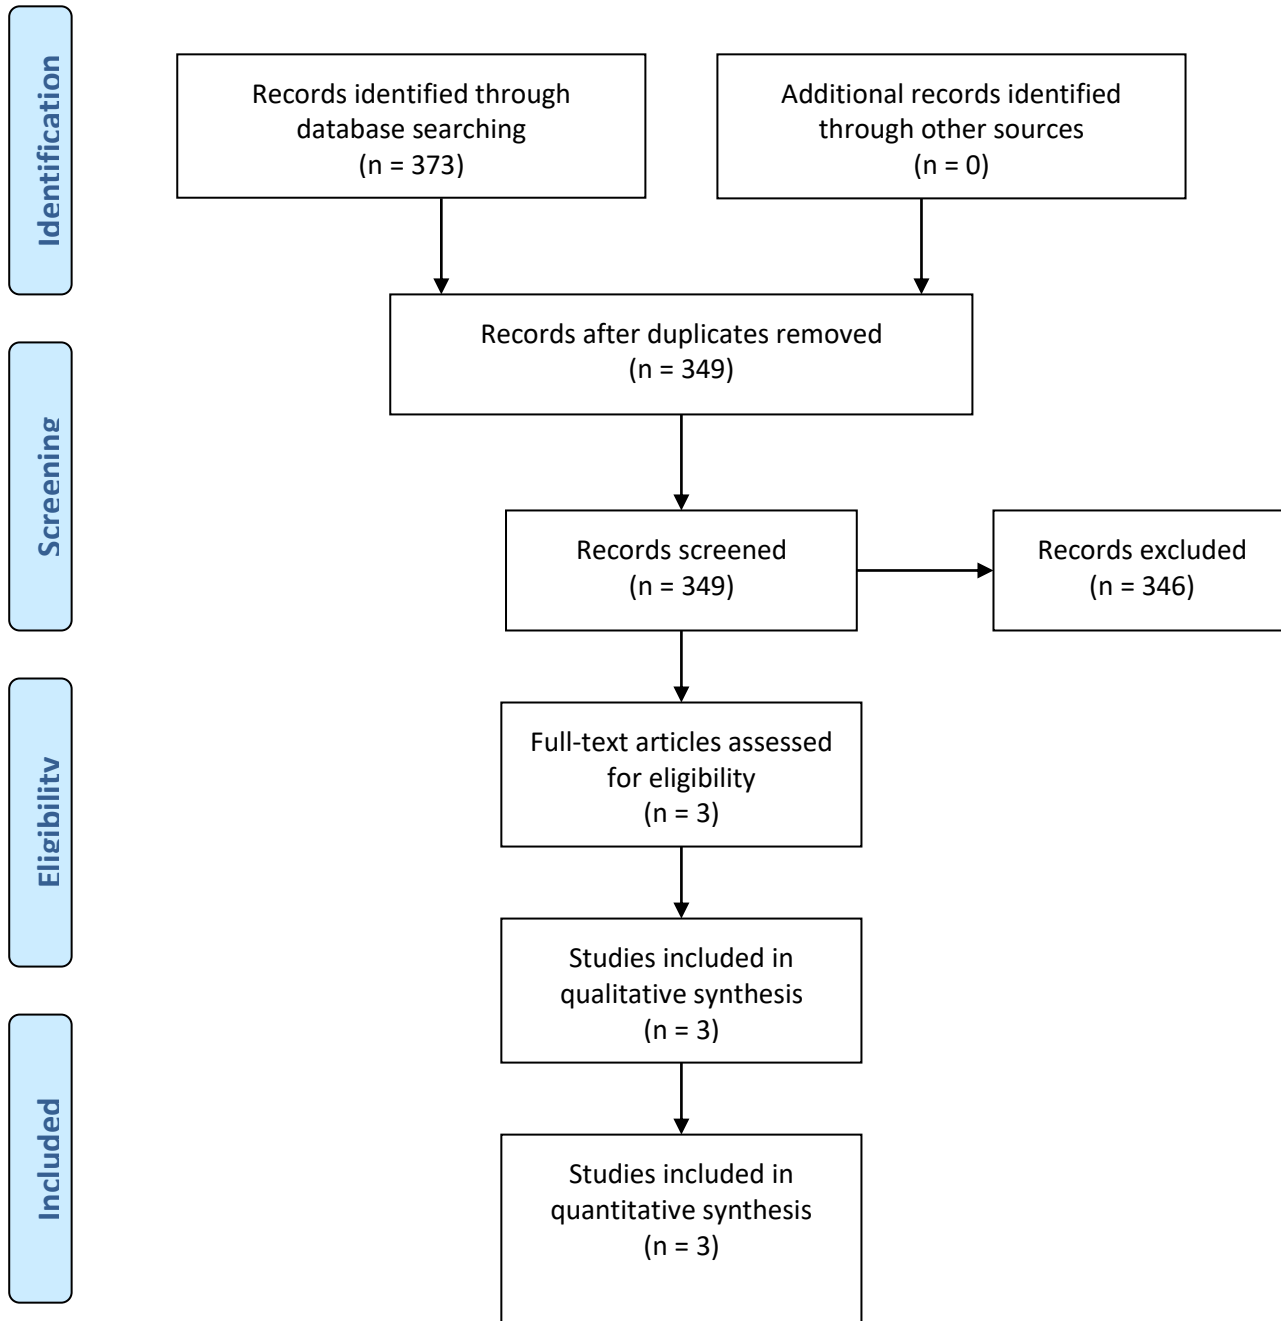 Identification
Records identified through
database searching
(n = 373)
Additional records identified
through other sources
(n = 0)
Records after duplicates removed
(n = 349)
Screening
Records screened
(n = 349)
Records excluded
(n = 346)
Eligibility
Full-text articles assessed
for eligibility
(n = 3)
Studies included in
qualitative synthesis
(n = 3)
Included
Studies included in
quantitative synthesis
(n = 3)